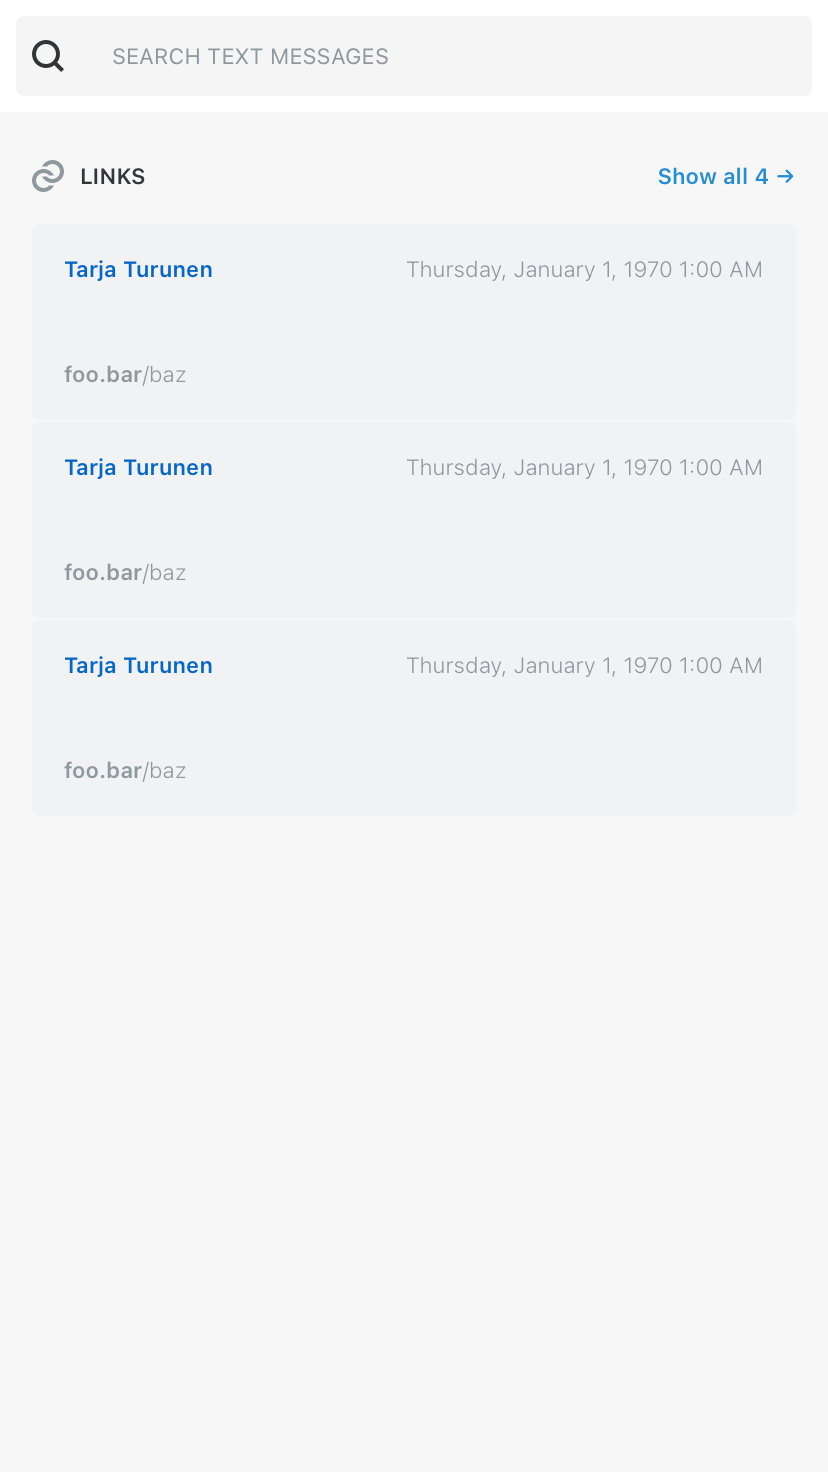 SEARCH TEXT MESSAGES
LINKS Show all 4 →
Tarja Turunen Thursday, January 1, 1970 1:00 AM
foo.bar/baz
Tarja Turunen Thursday, January 1, 1970 1:00 AM
foo.bar/baz
Tarja Turunen Thursday, January 1, 1970 1:00 AM
foo.bar/baz